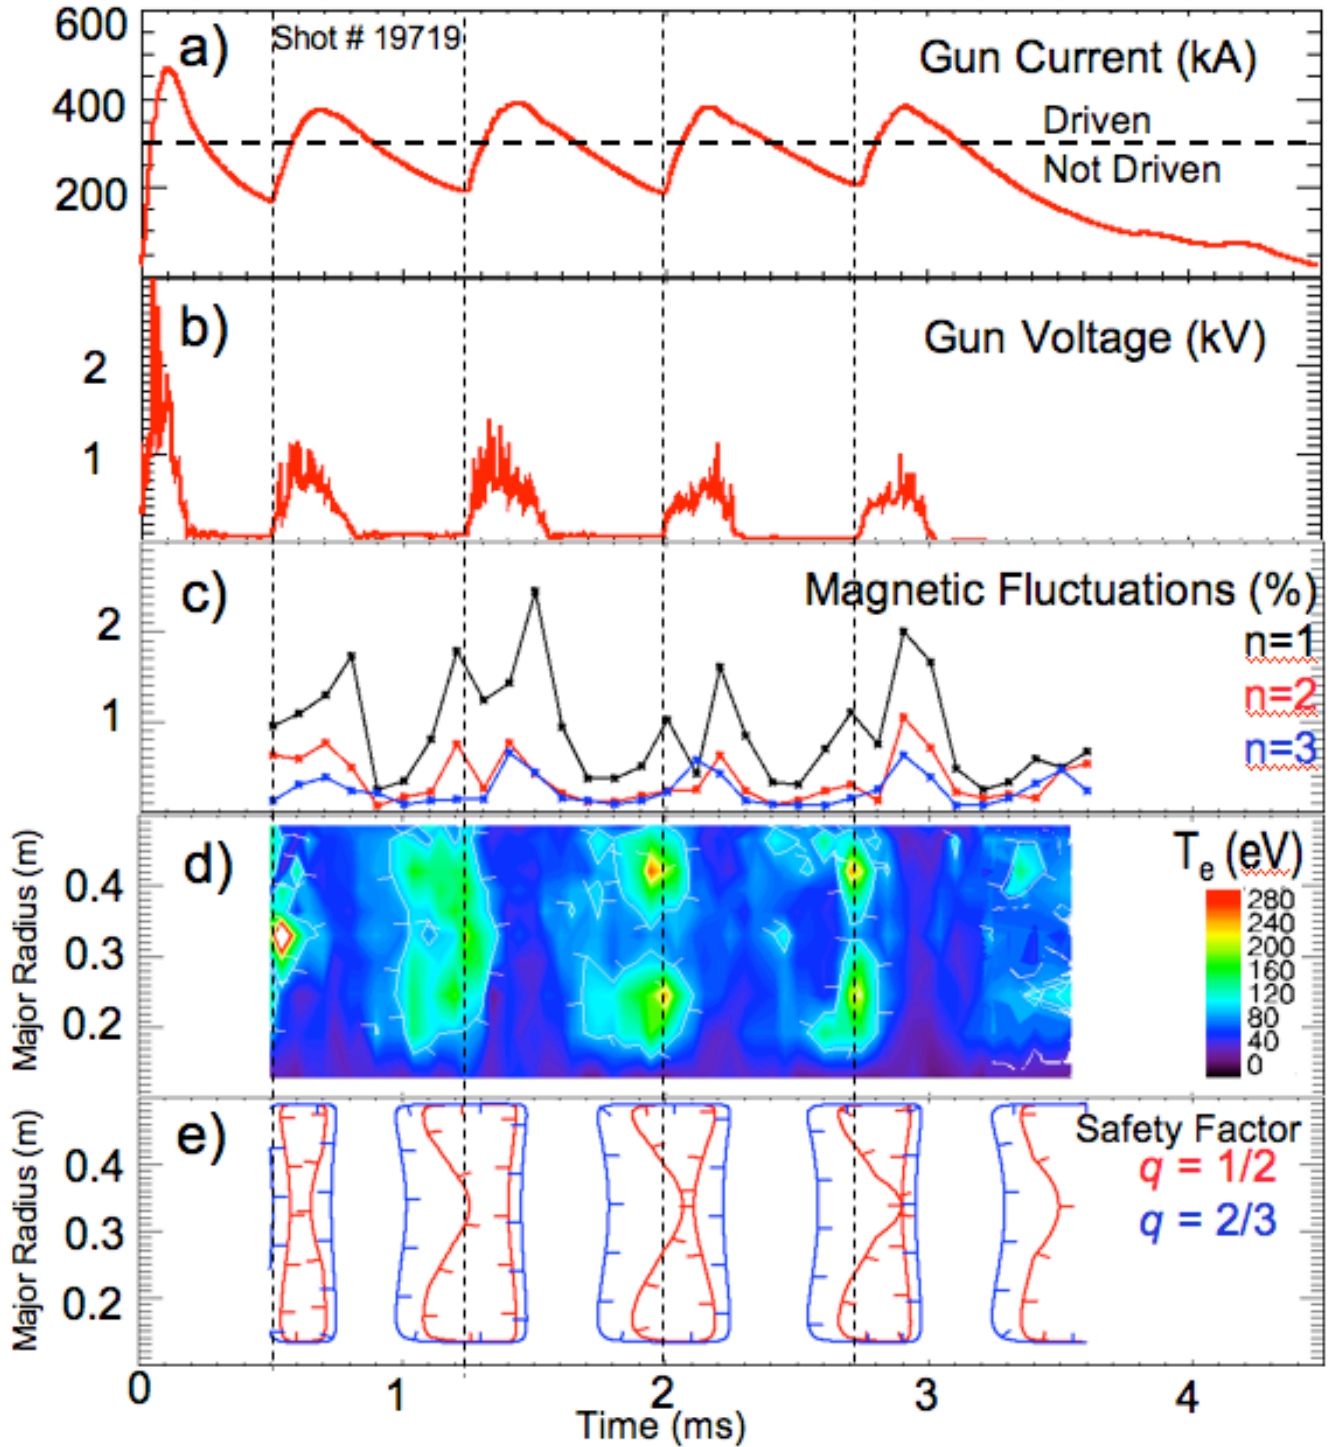 600
400
200
a)
Shot # 19719
Gun Current (kA)
Driven
Not Driven
2
1
b)
Gun Voltage (kV)
2
1
c)
Magnetic Fluctuations (%)
n=1
n=2
n=3
Major Radius (m)
0.4
0.3
0.2
d)
Te (eV)
280
240
200
160
120
80
40
0
Major Radius (m)
0.4
0.3
0.2
e)
Safety Factor
q = 1/2
q = 2/3
0 1 2 3 4
Time (ms)